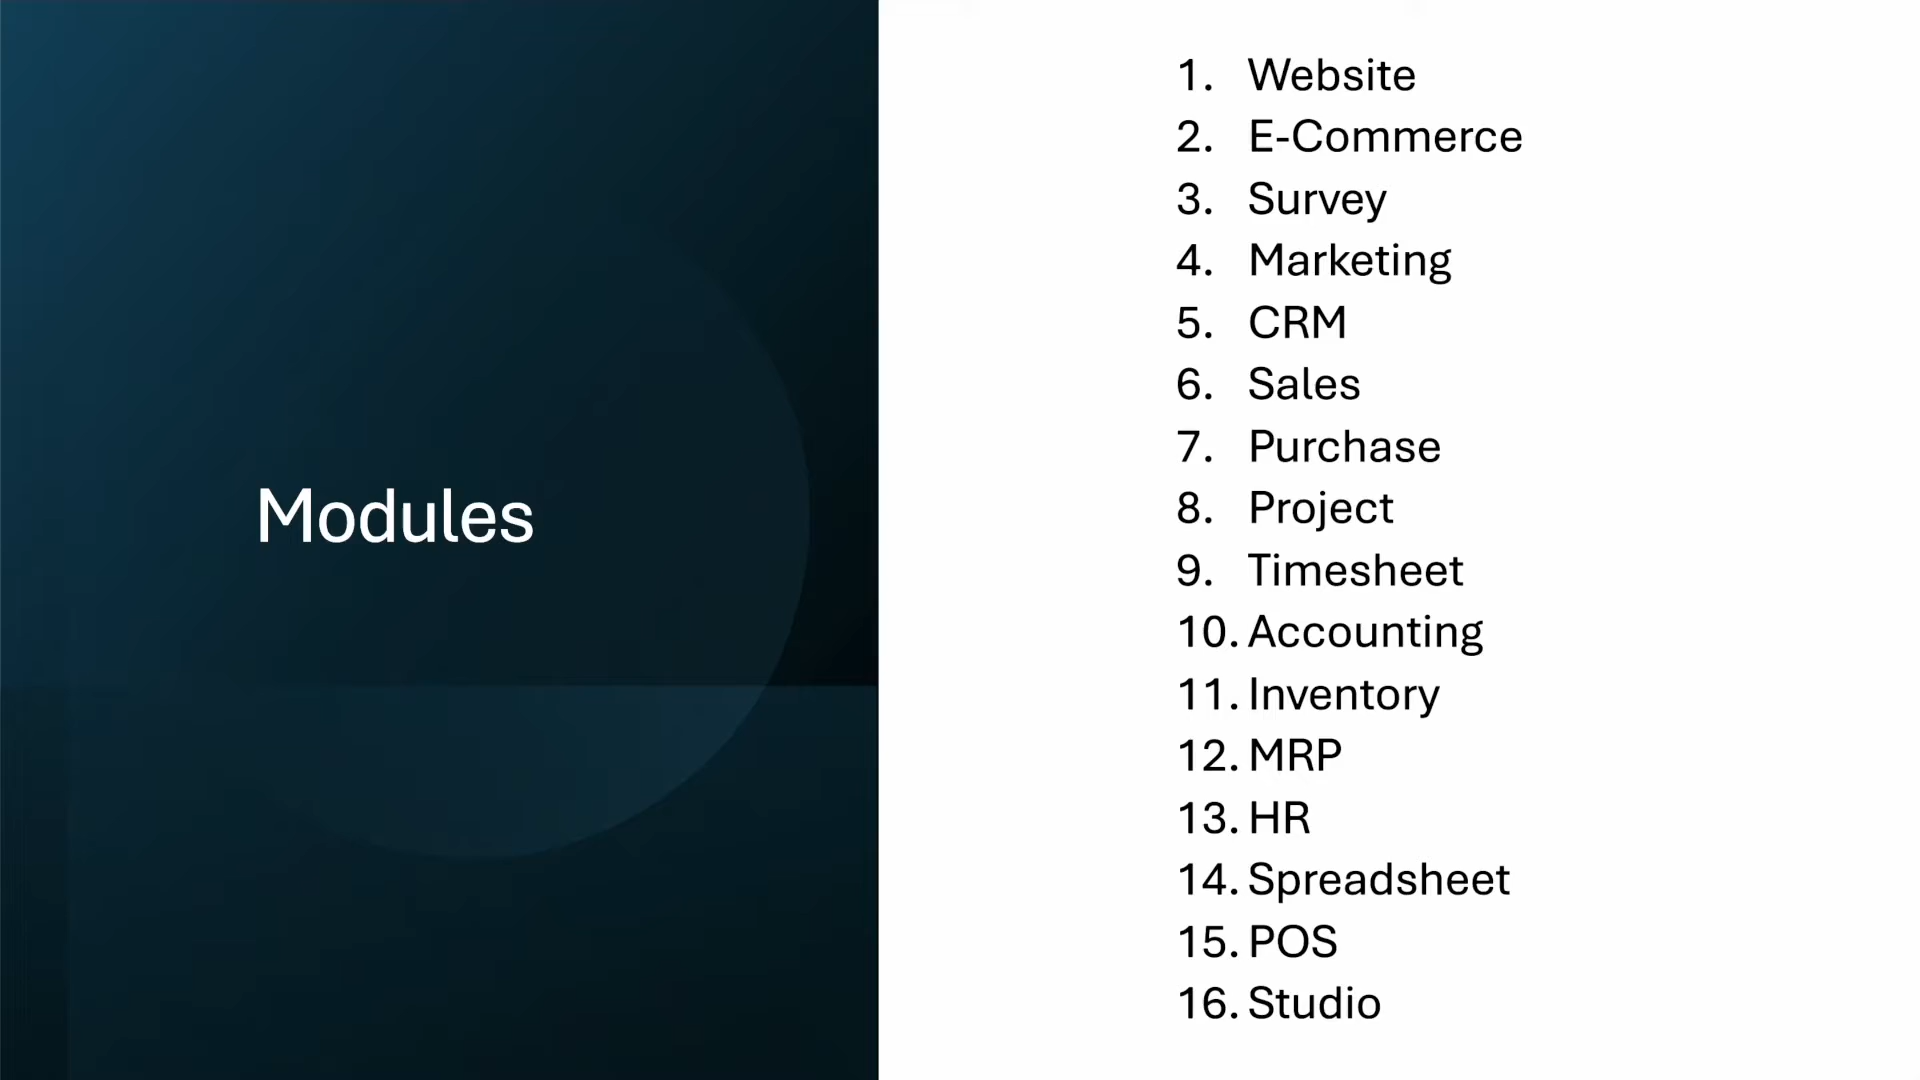 Modules
1. Website
2. E-Commerce
3. Survey
4. Marketing
5. CRM
6. Sales
7. Purchase
8. Project
9. Timesheet
10. Accounting
11. Inventory
12. MRP
13. HR
14. Spreadsheet
15. POS
16. Studio